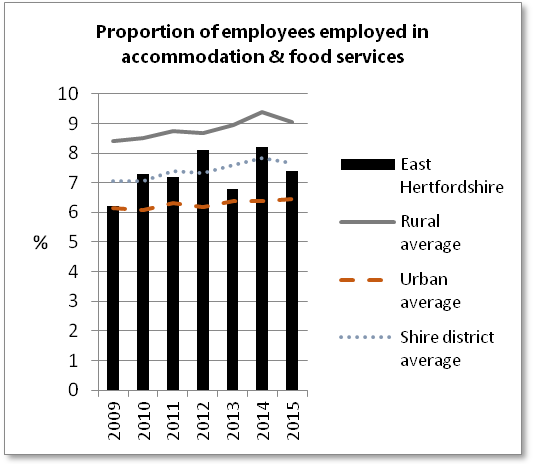 Proportion of employees employed in
accommodation & food services
10
9
8
7
6
5
4
3
2
1
0
%
2009
2010
2011
2012
2013
2014
2015
East
Hertfordshire
Rural
average
Urban
average
Shire district
average